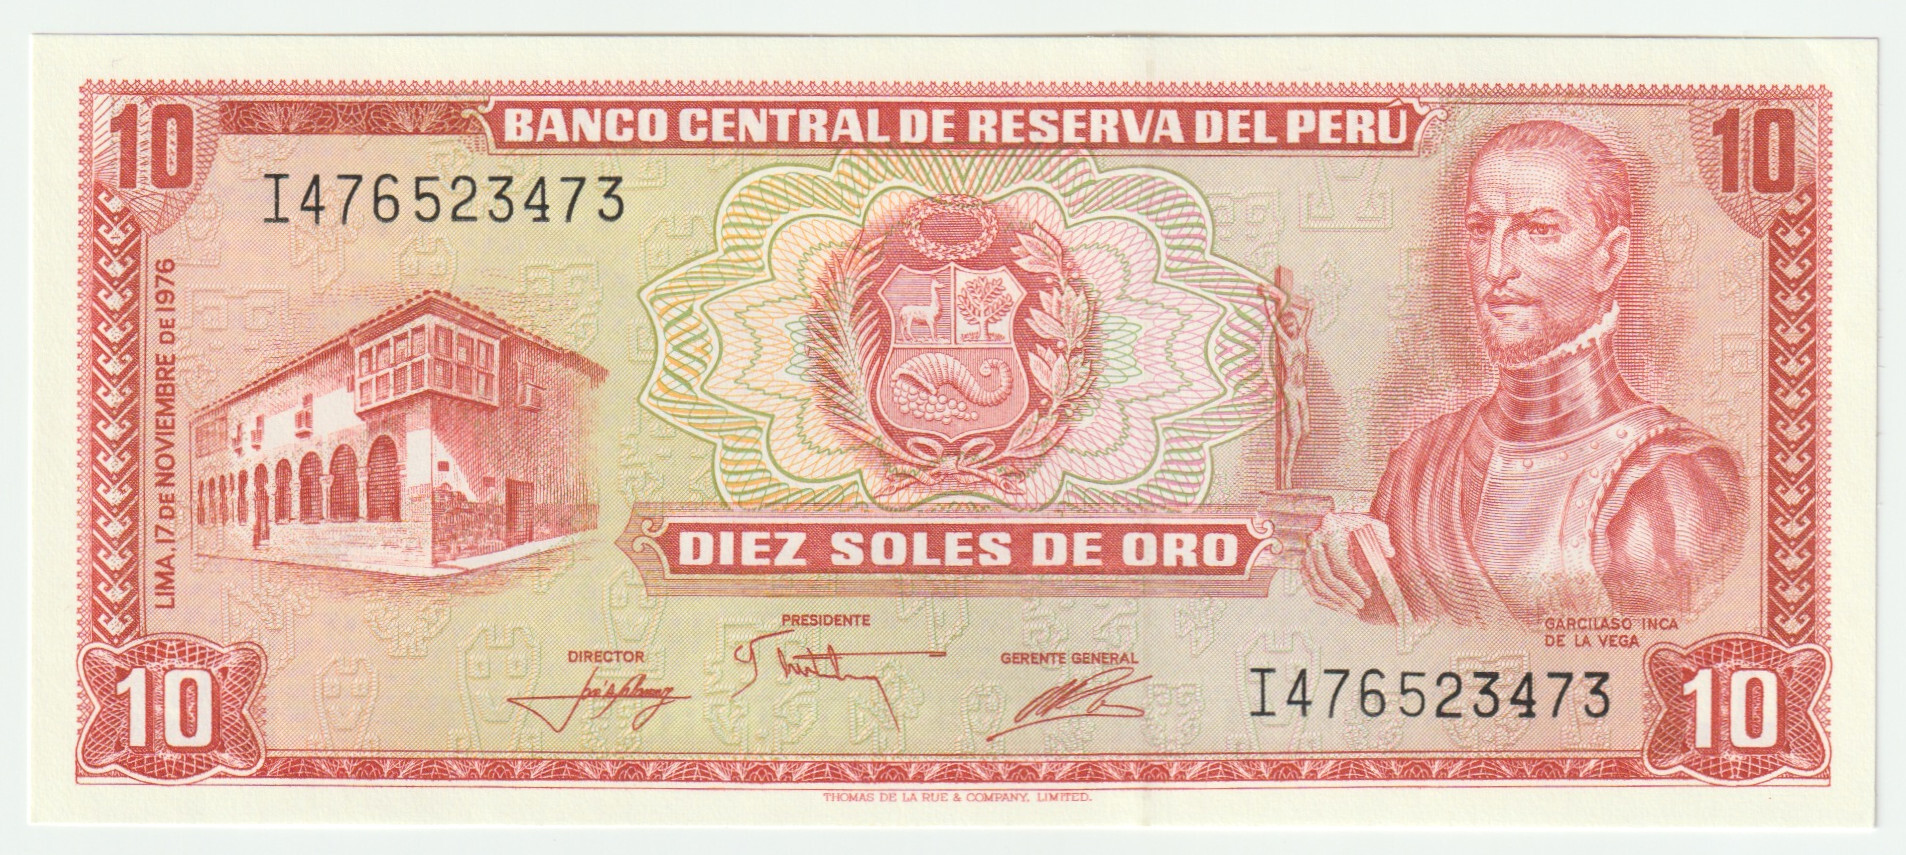 10
BANCO CENTRAL DE RESERVA DEL PERÚ
10
I476523473
LIMA, 17 DE NOVIEMBRE DE 1976
DIEZ SOLES DE ORO
GARCILASO INCA
DE LA VEGA
PRESIDENTE
DIRECTOR
GERENTE GENERAL
I476523473
10
10
THOMAS DE LA RUE & COMPANY, LIMITED.